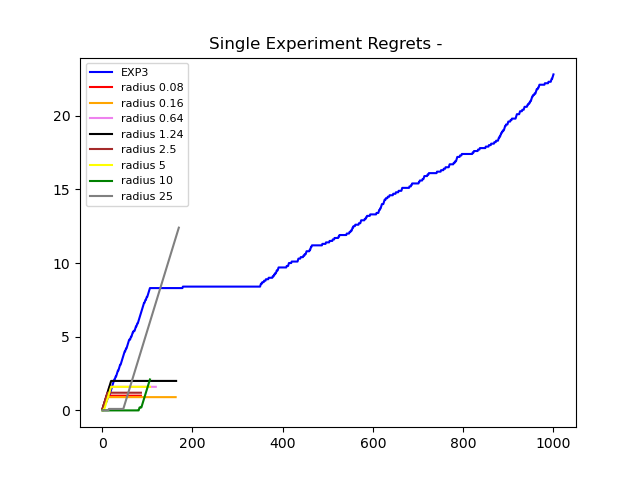 Single Experiment Regrets -
EXP3
radius 0.08
radius 0.16
radius 0.64
radius 1.24
radius 2.5
radius 5
radius 10
radius 25
20
15
10
5
0
0 200 400 600 800 1000